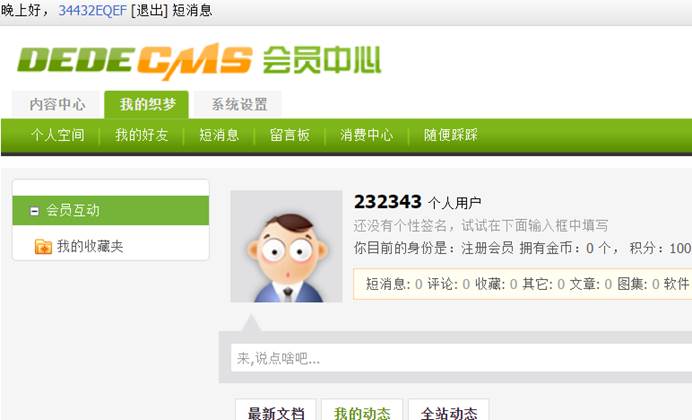 晚上好， 34432EQEF [退出] 短消息
DEDECMS 会员中心
内容中心 我的织梦 系统设置
个人空间 我的好友 短消息 留言板 消费中心 随便踩踩
会员互动
我的收藏夹
232343 个人用户
还没有个性签名，试试在下面输入框中填写
你目前的身份是：注册会员 拥有金币：0 个， 积分：100
短消息: 0 评论: 0 收藏: 0 其它: 0 文章: 0 图集: 0 软件
来,说点啥吧...
最新文档 我的动态 全站动态